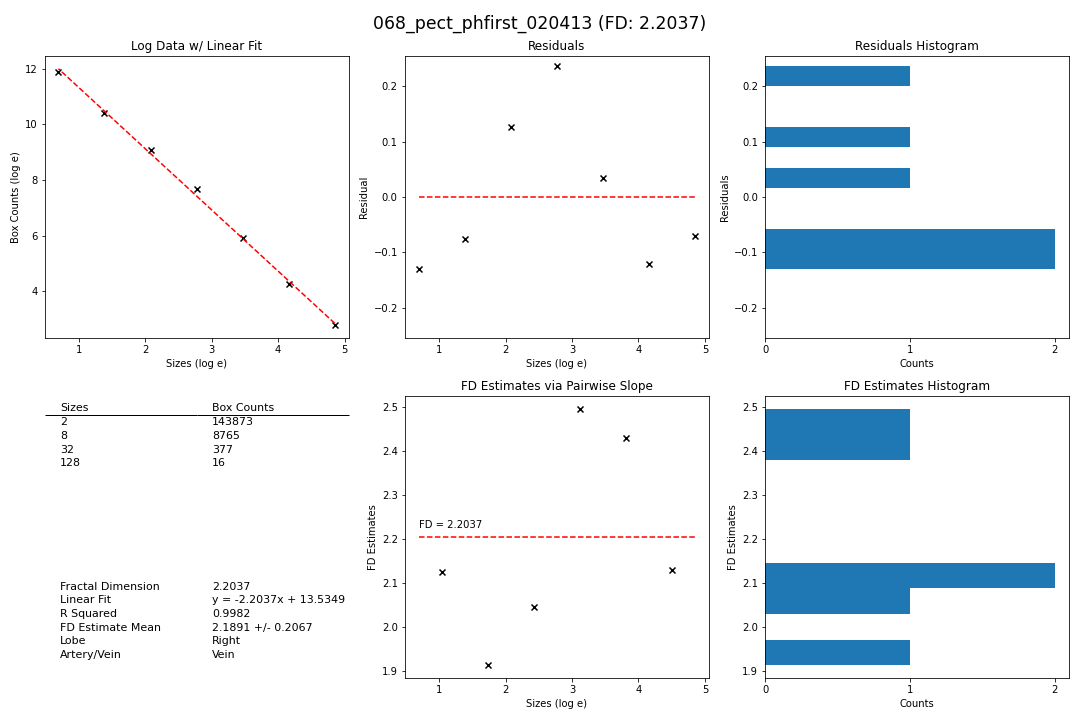 068_pect_phfirst_020413 (FD: 2.2037)
Log Data w/ Linear Fit
12
10
8
6
4
Box Counts (log e)
1 2 3 4 5
Sizes (log e)
Residuals
0.2
0.1
0.0
−0.1
−0.2
Residual
1 2 3 4 5
Sizes (log e)
Residuals Histogram
0.2
0.1
0.0
−0.1
−0.2
Residuals
0 1 2
Counts
Sizes Box Counts
2 143873
8 8765
32 377
128 16
Fractal Dimension 2.2037
Linear Fit y = -2.2037x + 13.5349
R Squared 0.9982
FD Estimate Mean 2.1891 +/- 0.2067
Lobe Right
Artery/Vein Vein
FD Estimates via Pairwise Slope
2.5
2.4
2.3
2.2
2.1
2.0
1.9
FD Estimates
FD = 2.2037
1 2 3 4 5
Sizes (log e)
FD Estimates Histogram
2.5
2.4
2.3
2.2
2.1
2.0
1.9
FD Estimates
0 1 2
Counts